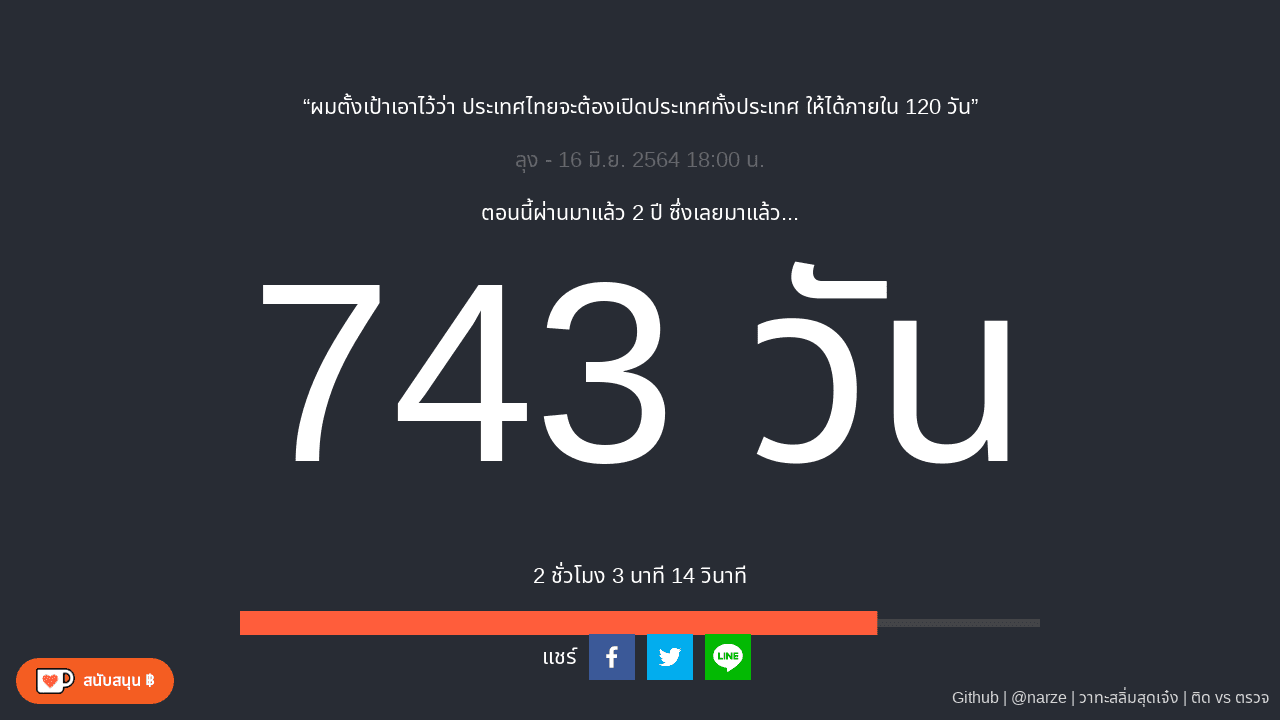 “ผมตั้งเป้าเอาไว้ว่า ประเทศไทยจะต้องเปิดประเทศทั้งประเทศ ให้ได้ภายใน 120 วัน”
ลุง - 16 มิ.ย. 2564 18:00 น.
ตอนนี้ผ่านมาแล้ว 2 ปี ซึ่งเลยมาแล้ว...
743 วัน
2 ชั่วโมง 3 นาที 14 วินาที
แชร์
LINE
สนับสนุน ฿
Github | @narze | วาทะสลิ่มสุดเจ๋ง | ติด vs ตรวจ